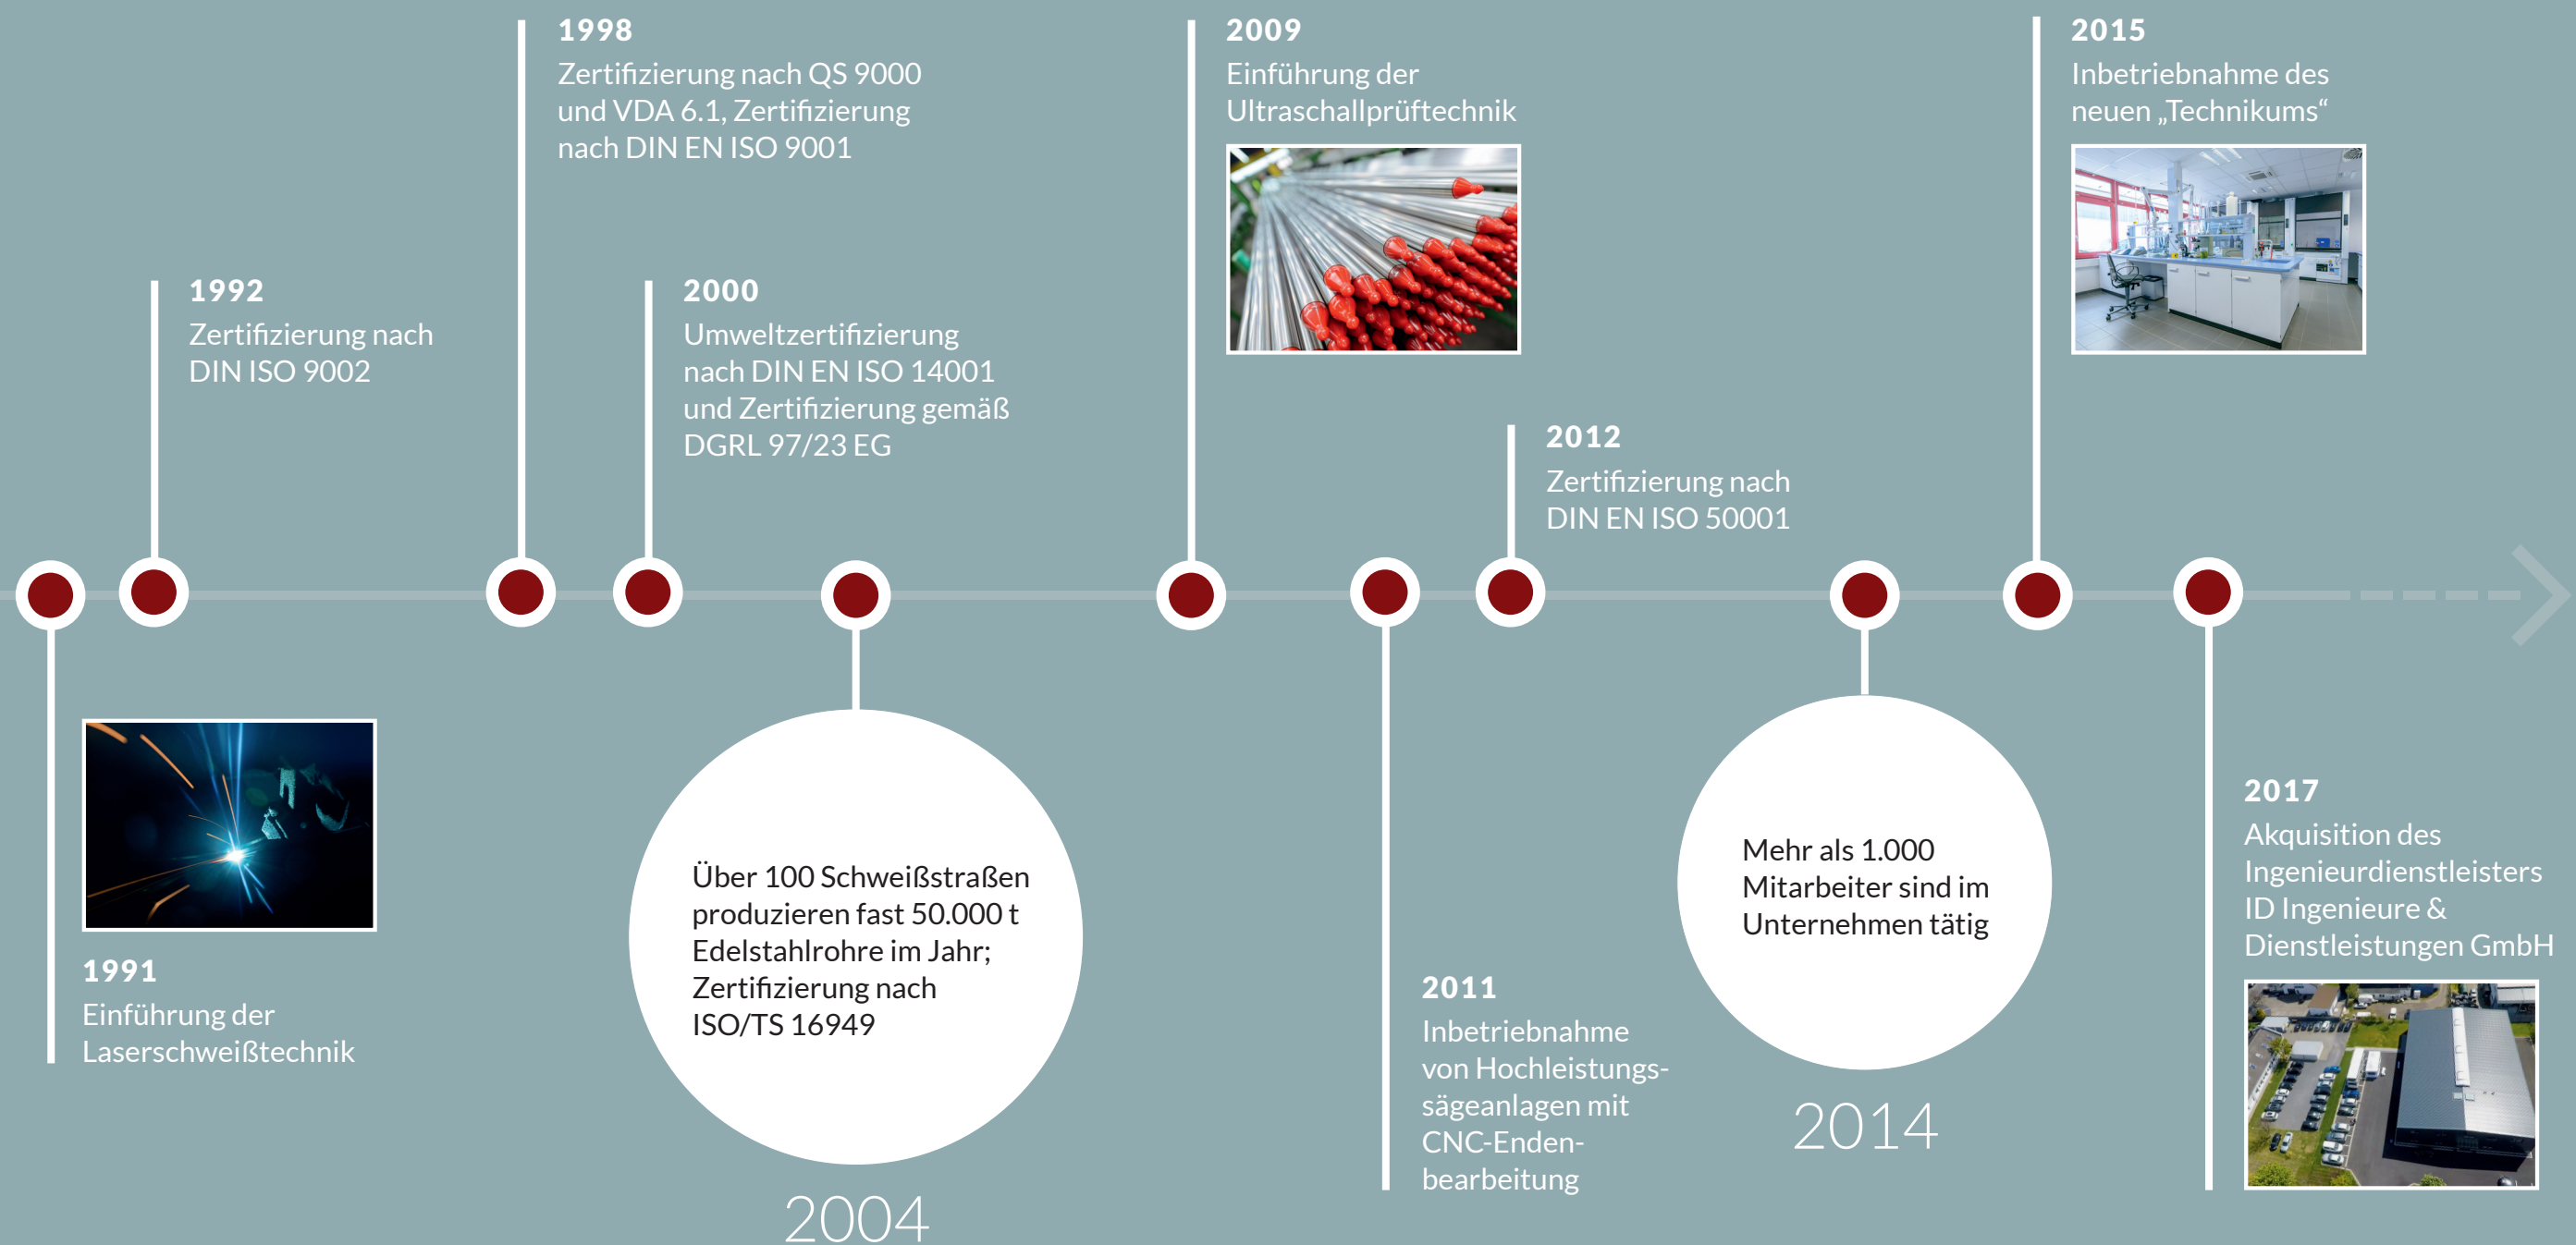 1998
Zertifizierung nach QS 9000
und VDA 6.1, Zertifizierung
nach DIN EN ISO 9001
2009
Einführung der
Ultraschallprüftechnik
2015
Inbetriebnahme des
neuen „Technikums“
1992
Zertifizierung nach
DIN ISO 9002
2000
Umweltzertifizierung
nach DIN EN ISO 14001
und Zertifizierung gemäß
DGRL 97/23 EG
2012
Zertifizierung nach
DIN EN ISO 50001
1991
Einführung der
Laserschweißtechnik
Über 100 Schweißstraßen
produzieren fast 50.000 t
Edelstahlrohre im Jahr;
Zertifizierung nach
ISO/TS 16949
2004
2011
Inbetriebnahme
von Hochleistungs-
sägeanlagen mit
CNC-Enden-
bearbeitung
Mehr als 1.000
Mitarbeiter sind im
Unternehmen tätig
2014
2017
Akquisition des
Ingenieurdienstleisters
ID Ingenieure &
Dienstleistungen GmbH